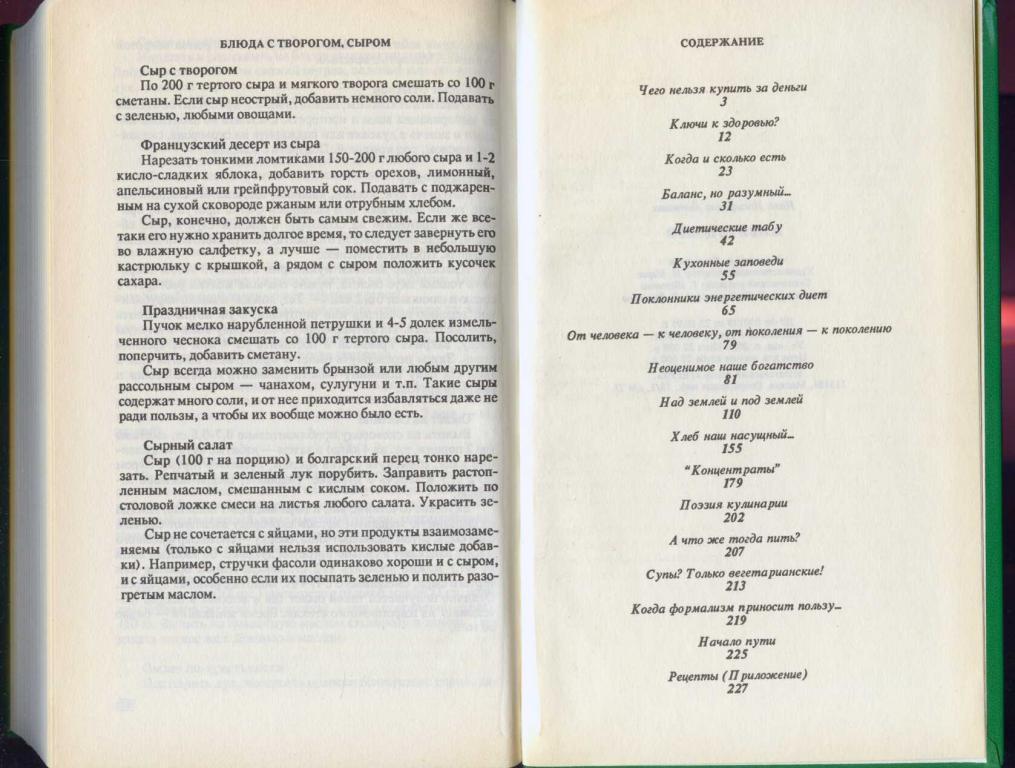 БЛЮДА С ТВОРОГОМ, СЫРОМ
Сыр с творогом
По 200 г тертого сыра и мягкого творога смешать со 100 г
сметаны. Если сыр неострый, добавить немного соли. Подавать
с зеленью, любыми овощами.
Французский десерт из сыра
Нарезать тонкими ломтиками 150-200 г любого сыра и 1-2
кисло-сладких яблока, добавить горсть орехов, лимонный,
апельсиновый или грейпфрутовый сок. Подавать с поджарен-
ным на сухой сковороде ржаным или отрубным хлебом.
Сыр, конечно, должен быть самым свежим. Если же все-
таки его нужно хранить долгое время, то следует завернуть его
во влажную салфетку, а лучше — поместить в небольшую
кастрюльку с крышкой, а рядом с сыром положить кусочек
сахара.
Праздничная закуска
Пучок мелко нарубленной петрушки и 4-5 долек измель-
ченного чеснока смешать со 100 г тертого сыра. Посолить,
поперчить, добавить сметану.
Сыр всегда можно заменить брынзой или любым другим
рассольным сыром — чанахом, сулугуни и т.п. Такие сыры
содержат много соли, и от нее приходится избавляться даже не
ради пользы, а чтобы их вообще можно было есть.
Сырный салат
Сыр (100 г на порцию) и болгарский перец тонко наре-
зать. Репчатый и зеленый лук порубить. Заправить растоп-
ленным маслом, смешанным с кислым соком. Положить по
столовой ложке смеси на листья любого салата. Украсить зе-
ленью.
Сыр не сочетается с яйцами, но эти продукты взаимозаме-
няемы (только с яйцами нельзя использовать кислые добав-
ки). Например, стручки фасоли одинаково хороши и с сыром,
и с яйцами, особенно если их посыпать зеленью и полить разо-
гретым маслом.
СОДЕРЖАНИЕ
Чего нельзя купить за деньги
3
Ключи к здоровью?
12
Когда и сколько есть
23
Баланс, но разумный...
31
Диетические табу
42
Кухонные заповеди
55
Поклонники энергетических диет
65
От человека — к человеку, от поколения — к поколению
79
Неоценимое наше богатство
81
Над землей и под землей
110
Хлеб наш насущный...
155
"Концентраты"
179
Поэзия кулинарии
202
А что же тогда пить?
207
Супы? Только вегетарианские!
213
Когда формализм приносит пользу...
219
Начало пути
225
Рецепты (Приложение)
227